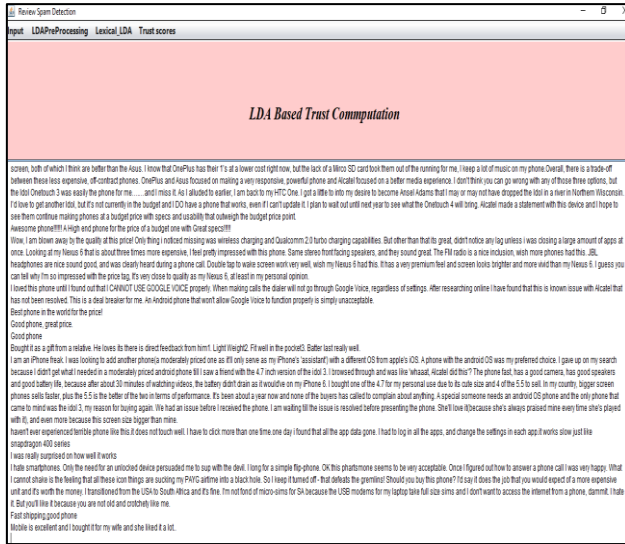 Review Spam Detection
Input LDAPreProcessing Lexical_LDA Trust scores
LDA Based Trust Commputation
screen, both of which I think are better than the Asus. I know that OnePlus has their 1's at a lower cost right now, but the lack of a Mirco SD card took them out of the running for me, I keep a lot of music on my phone.Overall, there is a trade-off
between these less expensive, off-contract phones. OnePlus and Asus focused on making a very responsive, powerful phone and Alcatel focused on a better media experience. I don't think you can go wrong with any of those three options, but
the Idol Onetouch 3 was easily the phone for me.......and I miss it. As I alluded to earlier, I am back to my HTC One. I got a little to into my desire to become Ansel Adams that I may or may not have dropped the Idol in a river in Northern Wisconsin.
I'd love to get another Idol, but it's not currently in the budget and I DO have a phone that works, even if I can't update it. I plan to wait out until next year to see what the Onetouch 4 will bring. Alcatel made a statement with this device and I hope to
see them continue making phones at a budget price with specs and usability that outweigh the budget price point.
Awesome phone!!!!! A High end phone for the price of a budget one with Great specs!!!!
Wow, I am blown away by the quality at this price! Only thing i noticed missing was wireless charging and Qualcomm 2.0 turbo charging capabilities. But other than that its great, didn't notice any lag unless i was closing a large amount of apps at
once. Looking at my Nexus 6 that is about three times more expensive, I feel pretty impressed with this phone. Same stereo front facing speakers, and they sound great. The FM radio is a nice inclusion, wish more phones had this. JBL
headphones are nice sound good, and was clearly heard during a phone call. Double tap to wake screen work very well, wish my Nexus 6 had this. It has a very premium feel and screen looks brighter and more vivid than my Nexus 6. I guess you
can tell why I'm so impressed with the price tag, it's very close to quality as my Nexus 6, at least in my personal opinion.
I loved this phone until I found out that I CANNOT USE GOOGLE VOICE properly. When making calls the dialer will not go through Google Voice, regardless of settings. After researching online I have found that this is known issue with Alcatel that
has not been resolved. This is a deal breaker for me. An Android phone that won't allow Google Voice to function properly is simply unacceptable.
Best phone in the world for the price!
Good phone, great price.
Good phone
Bought it as a gift from a relative. He loves its there is direct feedback from him1. Light Weight2. Fit well in the pocket3. Batter last really well.
I am an iPhone freak. I was looking to add another phone(a moderately priced one as it'll only serve as my iPhone's 'assistant') with a different OS from apple's iOS. A phone with the android OS was my preferred choice. I gave up on my search
because I didn't get what I needed in a moderately priced android phone till I saw a friend with the 4.7 inch version of the idol 3. I browsed through and was like 'whaaat, Alcatel did this'? The phone fast, has a good camera, has good speakers
and good battery life, because after about 30 minutes of watching videos, the battery didn't drain as it would've on my iPhone 6. I bought one of the 4.7 for my personal use due to its cute size and 4 of the 5.5 to sell. In my country, bigger screen
phones sells faster, plus the 5.5 is the better of the two in terms of performance. It's been about a year now and none of the buyers has called to complain about anything. A special someone needs an android OS phone and the only phone that
came to mind was the idol 3, my reason for buying again. We had an issue before I received the phone. I am waiting till the issue is resolved before presenting the phone. She'll love it(because she's always praised mine every time she's played
with it), and even more because this screen size bigger than mine.
haven't ever experienced terrible phone like this.it does not touch well. I have to click more than one time.one day i found that all the app data gone. I had to log in all the apps, and change the settings in each app.it works slow just like
snapdragon 400 series
I was really surprised on how well it works
I hate smartphones. Only the need for an unlocked device persuaded me to sup with the devil. I long for a simple flip-phone. OK this phartsmone seems to be very acceptable. Once I figured out how to answer a phone call I was very happy. What
I cannot shake is the feeling that all these icon things are sucking my PAYG airtime into a black hole. So I keep it turned off - that defeats the gremlins! Should you buy this phone? I'd say it does the job that you would expect of a more expensive
unit and it's worth the money. I transitioned from the USA to South Africa and it's fine. I'm not fond of micro-sims for SA because the USB modems for my laptop take full size sims and I don't want to access the internet from a phone, dammit. I hate
it. But you'll like it because you are not old and crotchety like me.
Fast shipping,good phone
Mobile is excellent and I bought it for my wife and she liked it a lot.